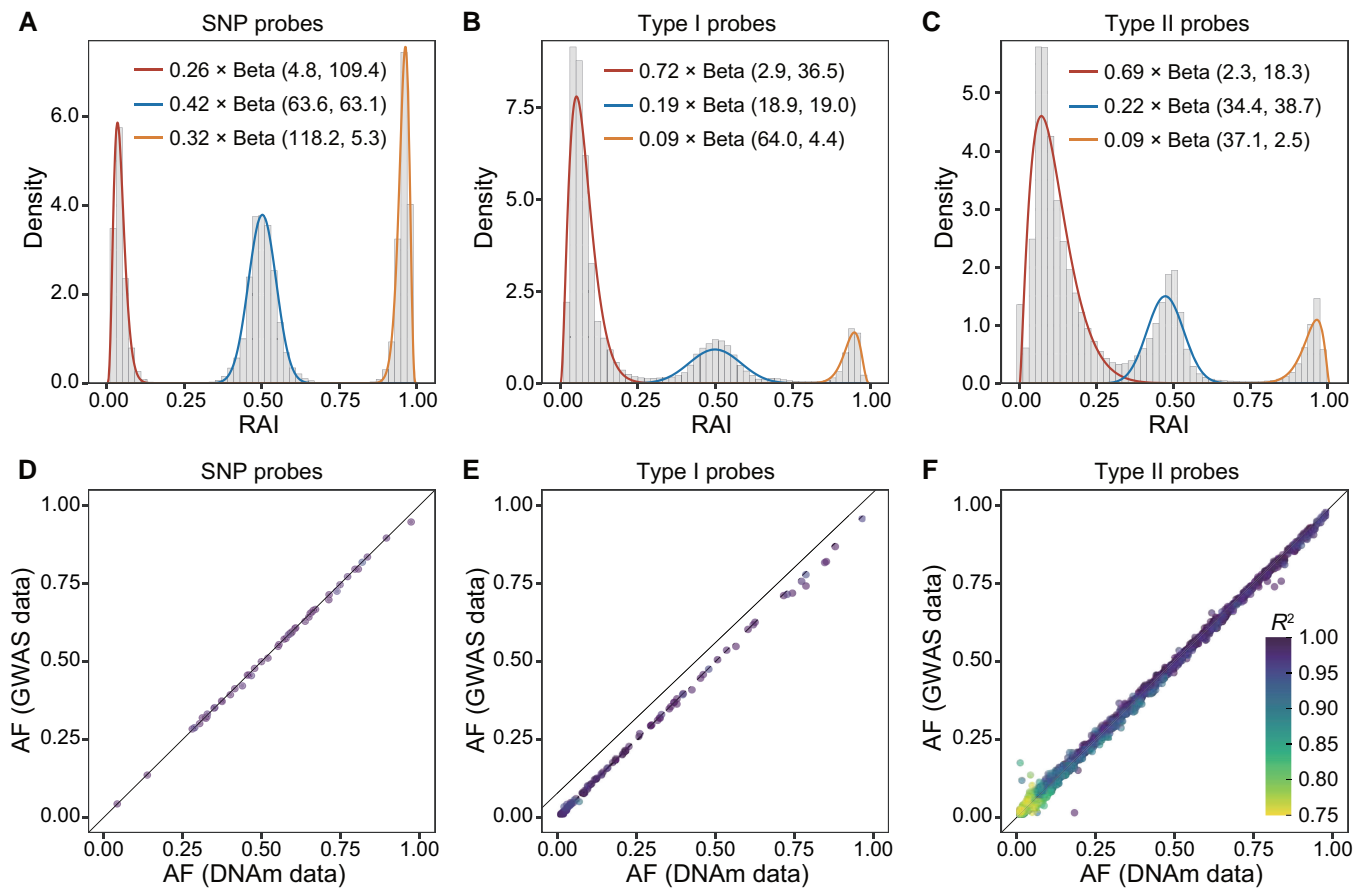 A
SNP probes
0.26 × Beta (4.8, 109.4)
0.42 × Beta (63.6, 63.1)
0.32 × Beta (118.2, 5.3)
Density
6.0
4.0
2.0
0.0
0.00 0.25 0.50 0.75 1.00
RAI
B
Type I probes
0.72 × Beta (2.9, 36.5)
0.19 × Beta (18.9, 19.0)
0.09 × Beta (64.0, 4.4)
Density
7.5
5.0
2.5
0.0
0.00 0.25 0.50 0.75 1.00
RAI
C
Type II probes
0.69 × Beta (2.3, 18.3)
0.22 × Beta (34.4, 38.7)
0.09 × Beta (37.1, 2.5)
Density
5.0
4.0
3.0
2.0
1.0
0.0
0.00 0.25 0.50 0.75 1.00
RAI
D
SNP probes
AF (GWAS data)
1.00
0.75
0.50
0.25
0.00
0.00 0.25 0.50 0.75 1.00
AF (DNAm data)
E
Type I probes
AF (GWAS data)
1.00
0.75
0.50
0.25
0.00
0.00 0.25 0.50 0.75 1.00
AF (DNAm data)
F
Type II probes
AF (GWAS data)
1.00
0.75
0.50
0.25
0.00
0.00 0.25 0.50 0.75 1.00
AF (DNAm data)
R²
1.00
0.95
0.90
0.85
0.80
0.75